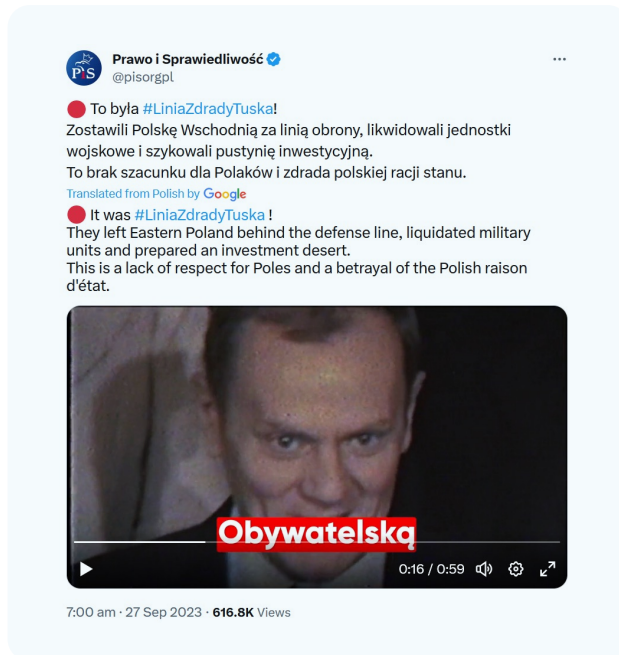 Prawo i Sprawiedliwość
@pisorgpl
PiS
To była #LiniaZdradyTuska!
Zostawili Polskę Wschodnią za linią obrony, likwidowali jednostki
wojskowe i szykowali pustynię inwestycyjną.
To brak szacunku dla Polaków i zdrada polskiej racji stanu.
Translated from Polish by Google
It was #LiniaZdradyTuska !
They left Eastern Poland behind the defense line, liquidated military
units and prepared an investment desert.
This is a lack of respect for Poles and a betrayal of the Polish raison
d'état.
Obywatelską
0:16 / 0:59
7:00 am · 27 Sep 2023 · 616.8K Views